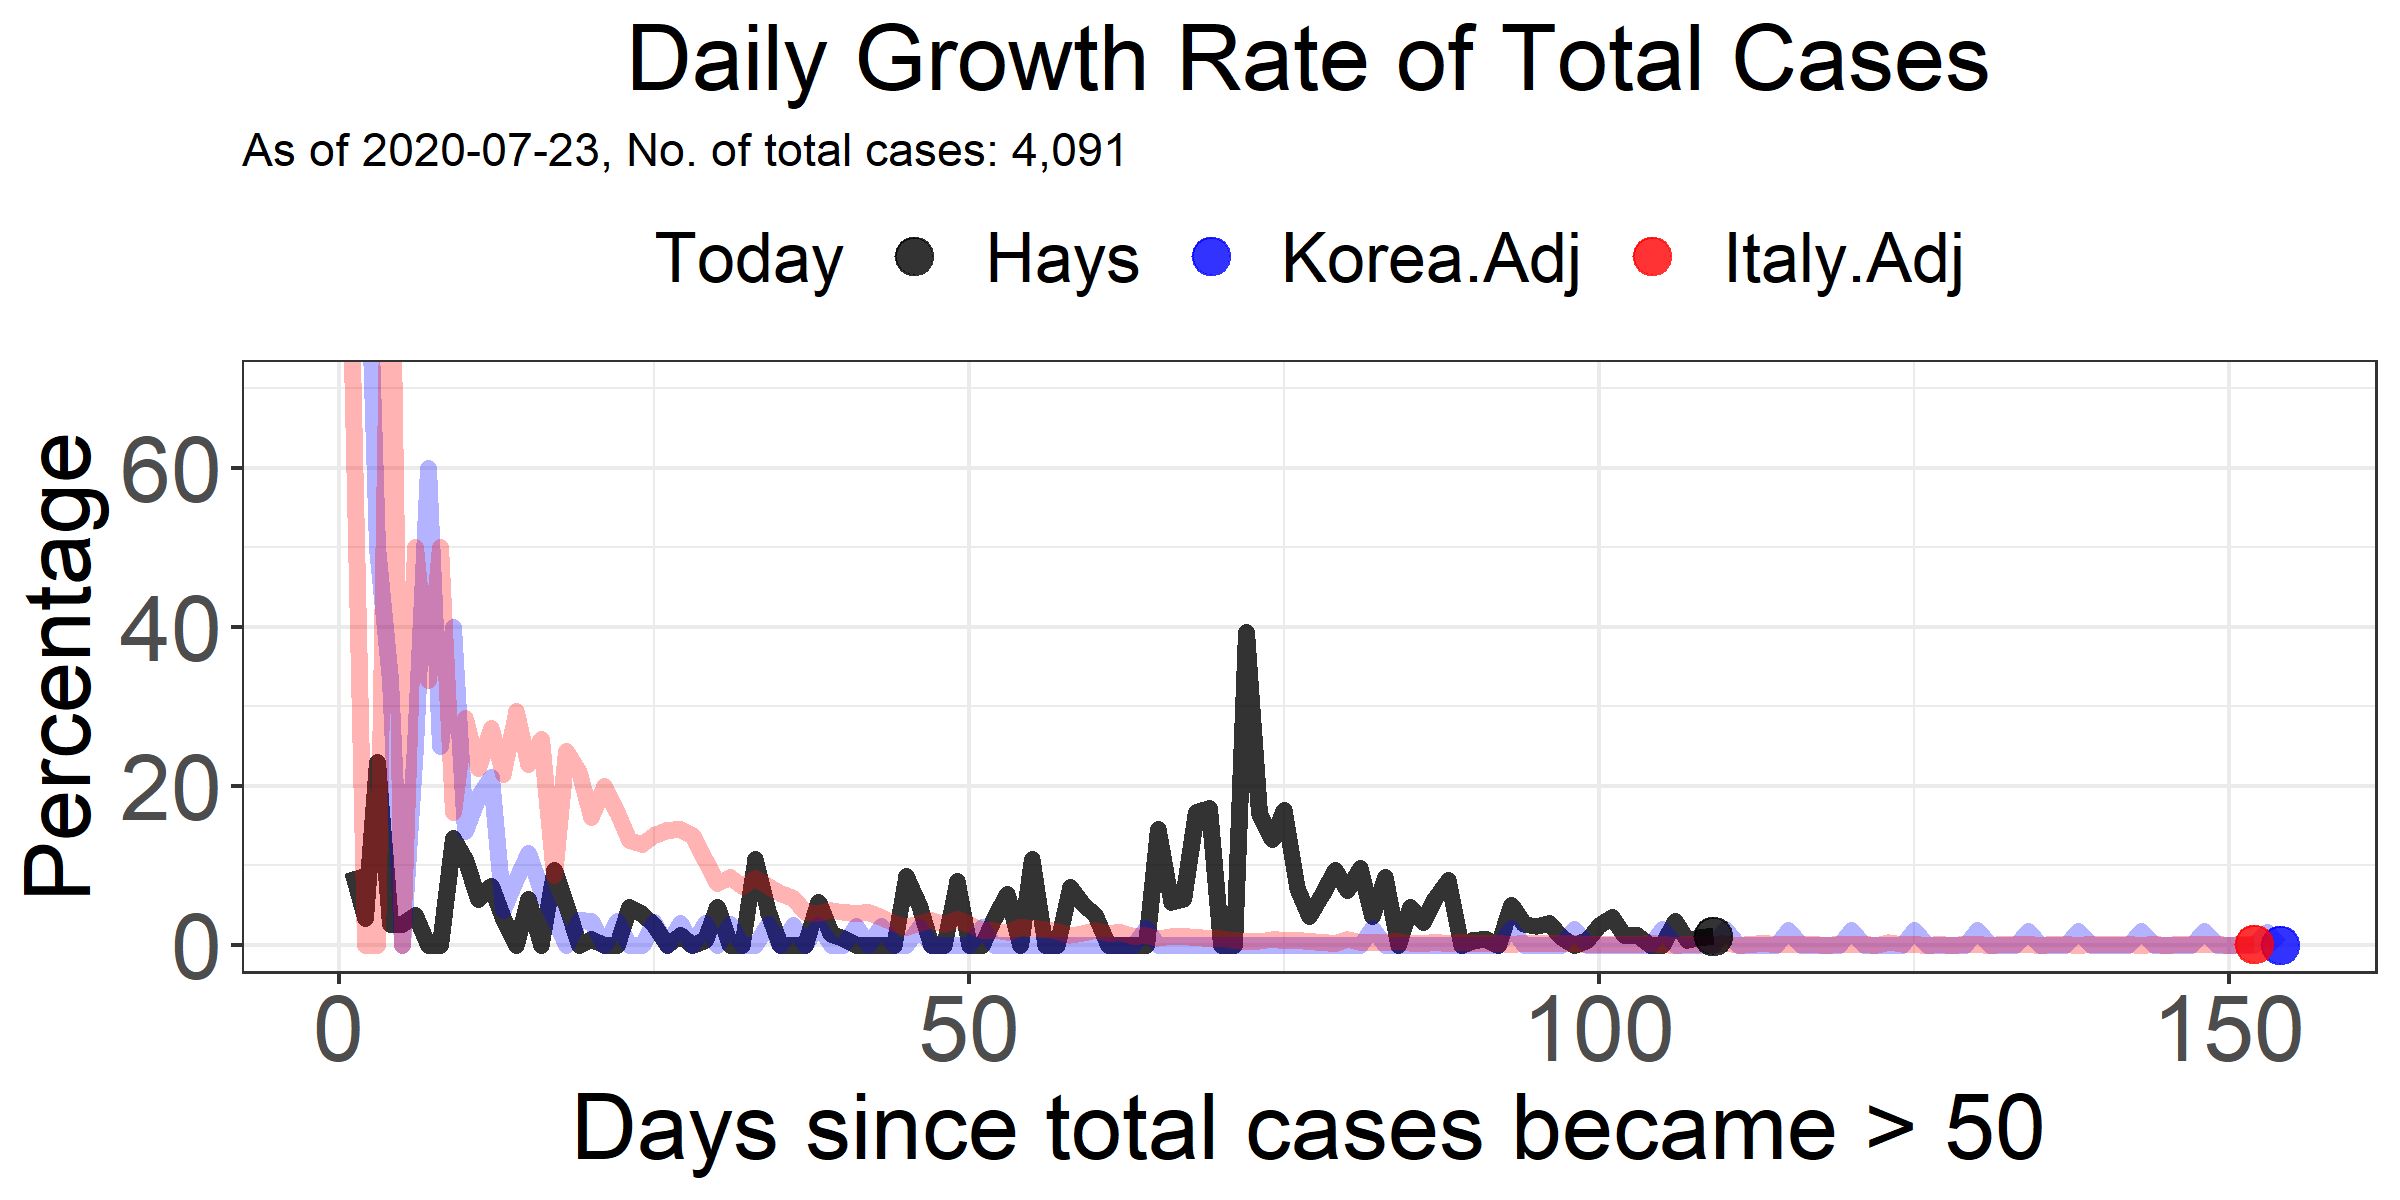 Daily Growth Rate of Total Cases
As of 2020-07-23, No. of total cases: 4,091
Today Hays Korea.Adj Italy.Adj
Percentage
60
40
20
0
0 50 100 150
Days since total cases became > 50